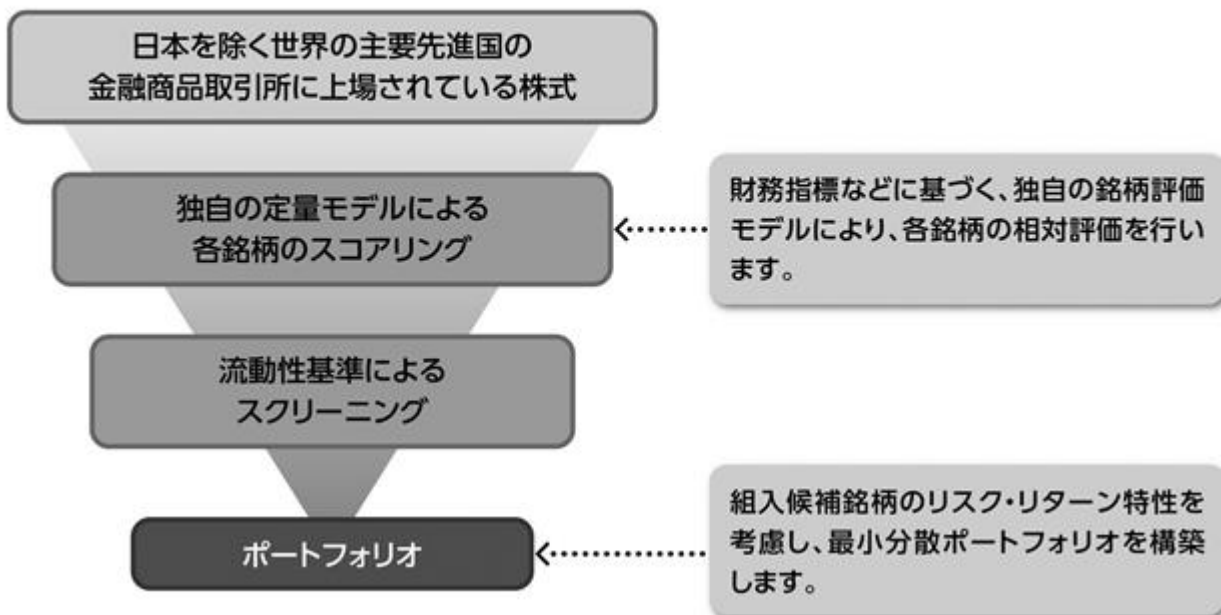 日本を除く世界の主要先進国の
金融商品取引所に上場されている株式
独自の定量モデルによる
各銘柄のスコアリング
財務指標などに基づく、独自の銘柄評価
モデルにより、各銘柄の相対評価を行い
ます。
流動性基準による
スクリーニング
ポートフォリオ
組入候補銘柄のリスク・リターン特性を
考慮し、最小分散ポートフォリオを構築
します。